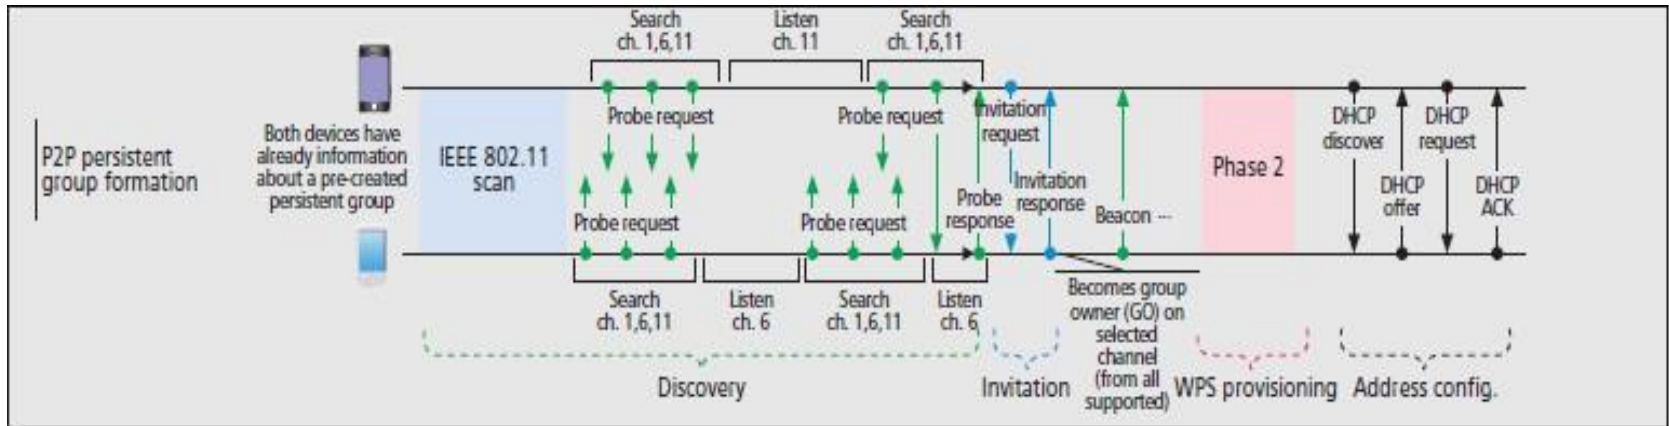 Search
ch. 1,6,11
Listen
ch. 11
Search
ch. 1,6,11
P2P persistent
group formation
Both devices have
already information
about a pre-created
persistent group
IEEE 802.11
scan
Probe request
Probe request
Probe request
Probe request
Probe
response
Invitation
request
Invitation
response
Beacon ...
Phase 2
DHCP
discover
DHCP
offer
DHCP
request
DHCP
ACK
Search
ch. 1,6,11
Listen
ch. 6
Search
ch. 1,6,11
Listen
ch. 6
Becomes group
owner (GO) on
selected
channel
(from all
supported)
Discovery
Invitation
WPS provisioning
Address config.